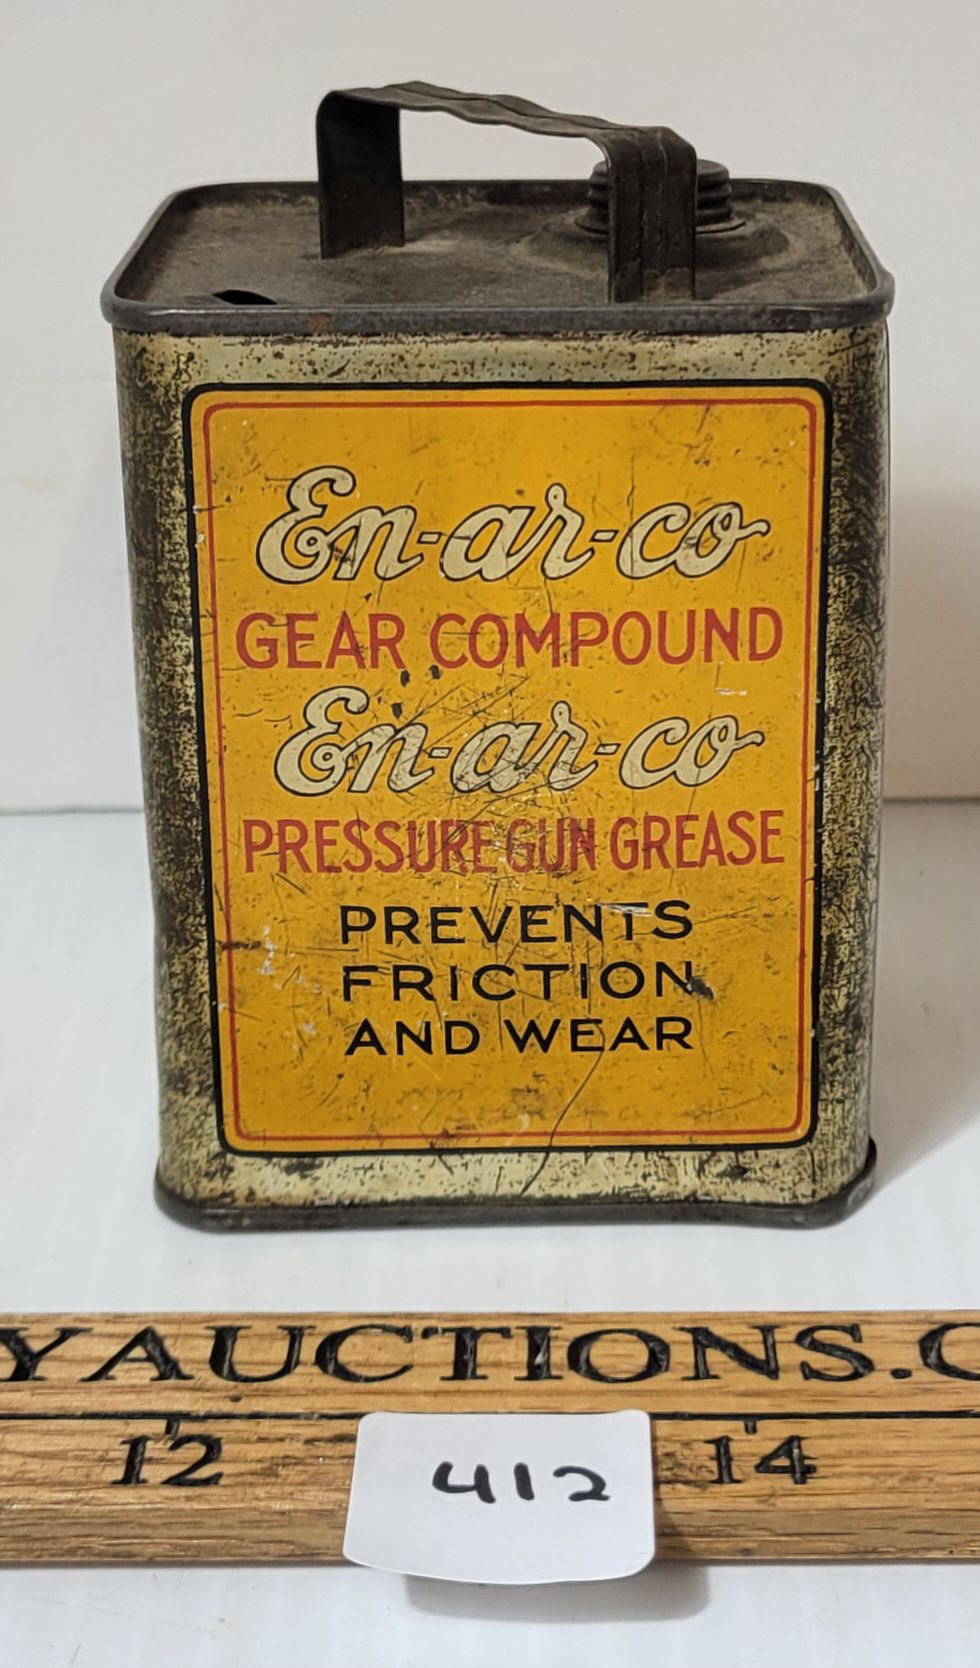 En-ar-co
GEAR COMPOUND
En-ar-co
PRESSURE GUN GREASE
PREVENTS
FRICTION
AND WEAR
YAUCTIONS.C
12 14
412